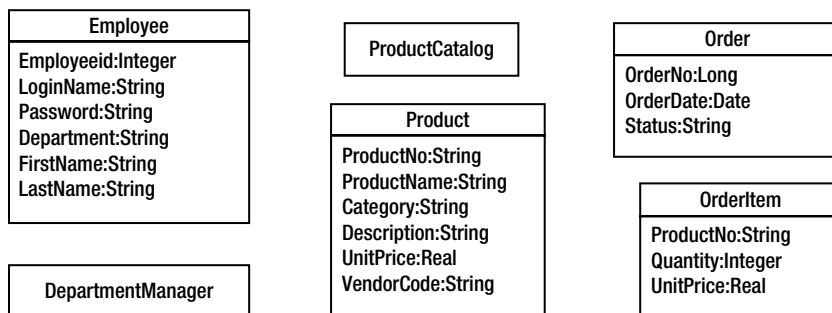 Employee
Employeeid:Integer
LoginName:String
Password:String
Department:String
FirstName:String
LastName:String
DepartmentManager
ProductCatalog
Product
ProductNo:String
ProductName:String
Category:String
Description:String
UnitPrice:Real
VendorCode:String
Order
OrderNo:Long
OrderDate:Date
Status:String
OrderItem
ProductNo:String
Quantity:Integer
UnitPrice:Real